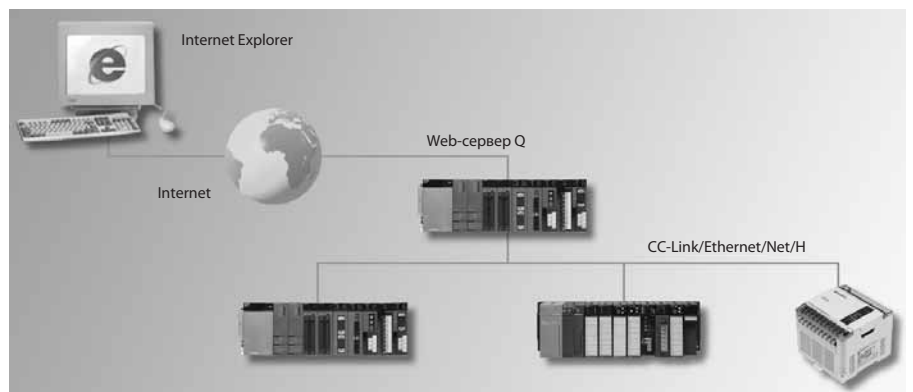 Internet Explorer
Web-сервер Q
Internet
CC-Link/Ethernet/Net/H